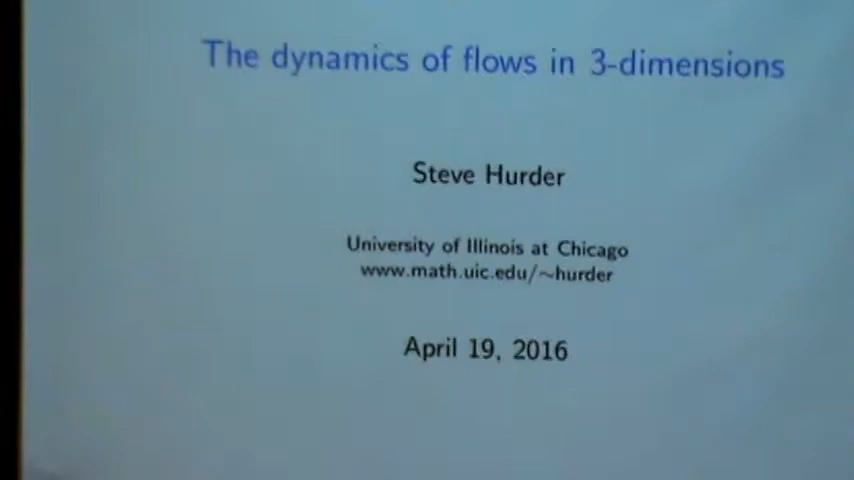 The dynamics of flows in 3-dimensions
Steve Hurder
University of Illinois at Chicago
www.math.uic.edu/~hurder
April 19, 2016